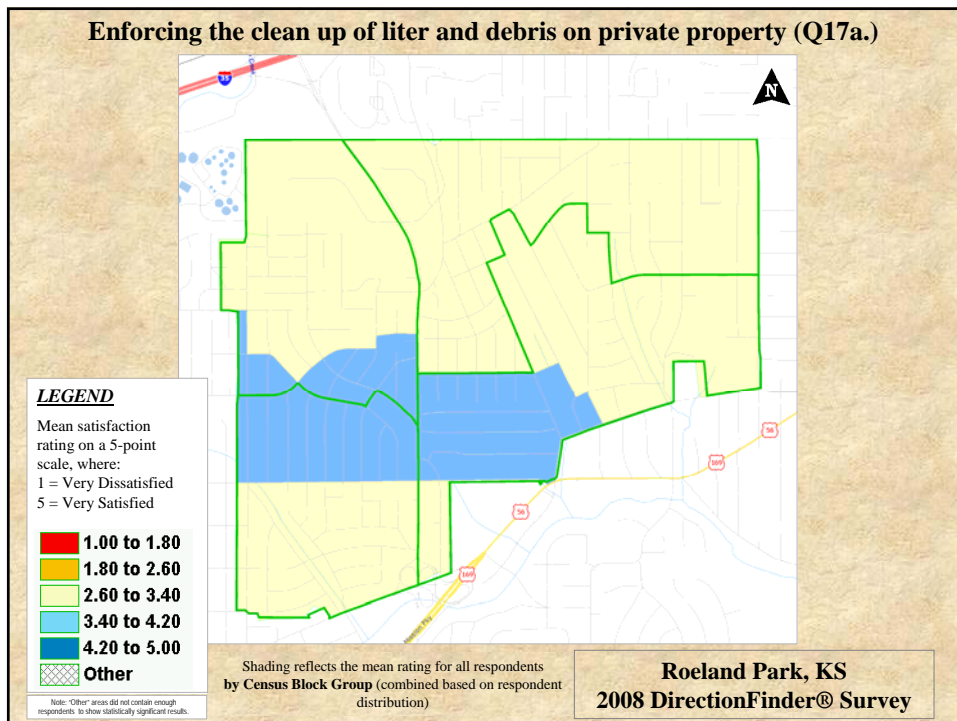 Enforcing the clean up of liter and debris on private property (Q17a.)
35
Creek
N
LEGEND
Mean satisfaction
rating on a 5-point
scale, where:
1 = Very Dissatisfied
5 = Very Satisfied
1.00 to 1.80
1.80 to 2.60
2.60 to 3.40
3.40 to 4.20
4.20 to 5.00
Other
Note: "Other" areas did not contain enough
respondents to show statistically significant results.
56
169
56
169
Shading reflects the mean rating for all respondents
by Census Block Group (combined based on respondent
distribution)
Roeland Park, KS
2008 DirectionFinder® Survey